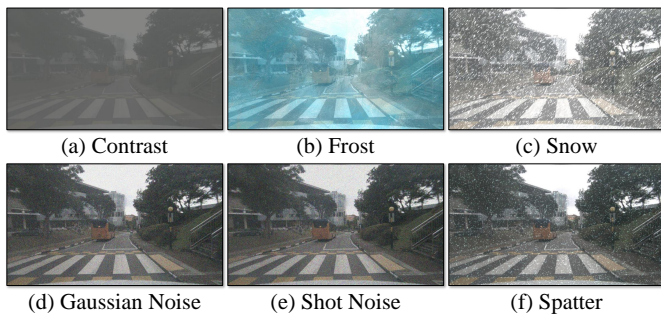 (a) Contrast
(b) Frost
(c) Snow
(d) Gaussian Noise
(e) Shot Noise
(f) Spatter